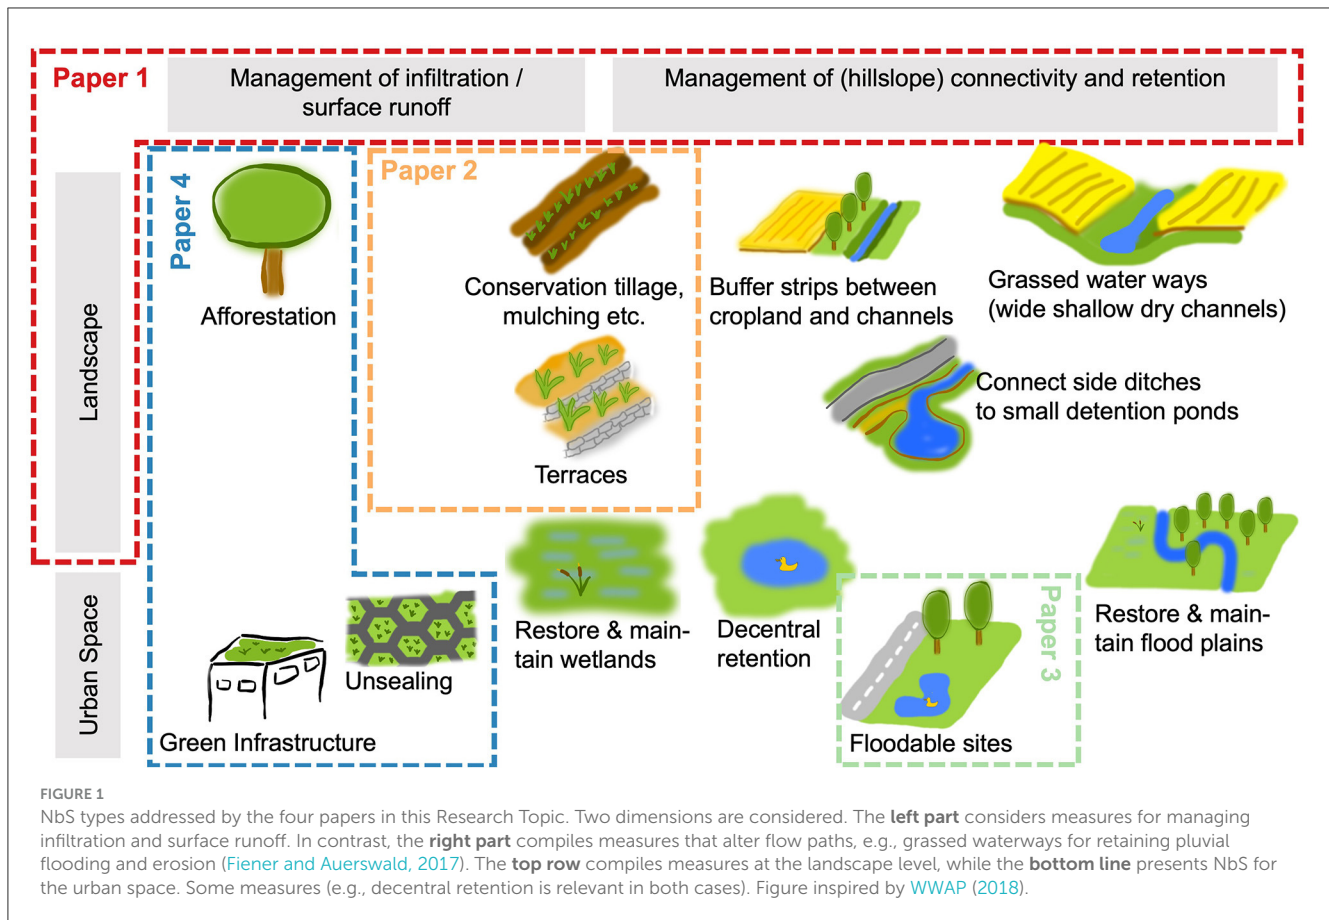 Paper 1
Management of infiltration /
surface runoff
Management of (hillslope) connectivity and retention
Landscape
Paper 4
Afforestation
Paper 2
Conservation tillage,
mulching etc.
Terraces
Buffer strips between
cropland and channels
Grassed water ways
(wide shallow dry channels)
Connect side ditches
to small detention ponds
Urban Space
Green Infrastructure
Unsealing
Restore & main-
tain wetlands
Decentral
retention
Paper 3
Floodable sites
Restore & main-
tain flood plains
FIGURE 1
NbS types addressed by the four papers in this Research Topic. Two dimensions are considered. The left part considers measures for managing
infiltration and surface runoff. In contrast, the right part compiles measures that alter flow paths, e.g., grassed waterways for retaining pluvial
flooding and erosion (Fiener and Auerswald, 2017). The top row compiles measures at the landscape level, while the bottom line presents NbS for
the urban space. Some measures (e.g., decentral retention is relevant in both cases). Figure inspired by WWAP (2018).